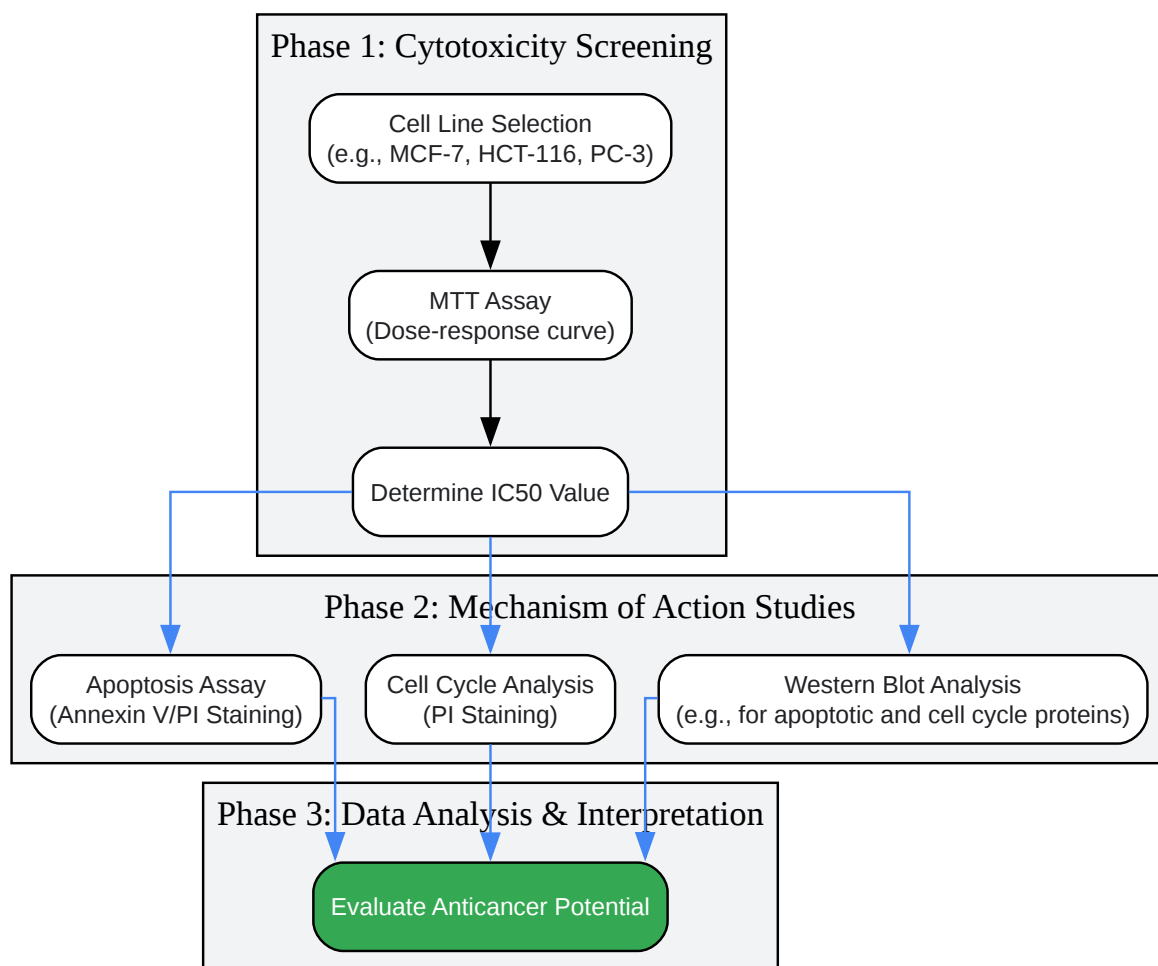 Phase 1: Cytotoxicity Screening
Cell Line Selection
(e.g., MCF-7, HCT-116, PC-3)
MTT Assay
(Dose-response curve)
Determine IC50 Value
Phase 2: Mechanism of Action Studies
Apoptosis Assay
(Annexin V/PI Staining)
Cell Cycle Analysis
(PI Staining)
Western Blot Analysis
(e.g., for apoptotic and cell cycle proteins)
Phase 3: Data Analysis & Interpretation
Evaluate Anticancer Potential